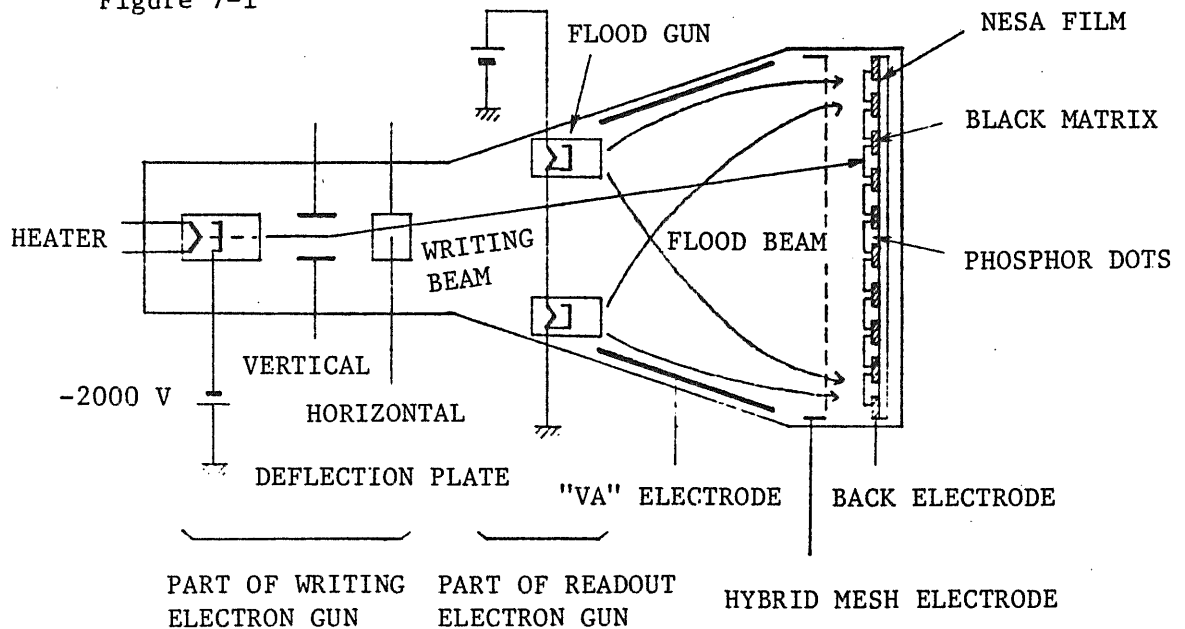 Figure 7-1
FLOOD GUN
NESA FILM
BLACK MATRIX
HEATER
WRITING
BEAM
FLOOD BEAM
PHOSPHOR DOTS
VERTICAL
-2000 V
HORIZONTAL
DEFLECTION PLATE
"VA" ELECTRODE
BACK ELECTRODE
PART OF WRITING
ELECTRON GUN
PART OF READOUT
ELECTRON GUN
HYBRID MESH ELECTRODE